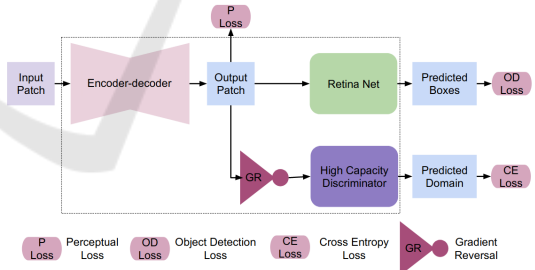 P
Loss
Input
Patch
Encoder-decoder
Output
Patch
Retina Net
Predicted
Boxes
OD
Loss
GR
High Capacity
Discriminator
Predicted
Domain
CE
Loss
P
Loss
Perceptual
Loss
OD
Loss
Object Detection
Loss
CE
Loss
Cross Entropy
Loss
GR
Gradient
Reversal